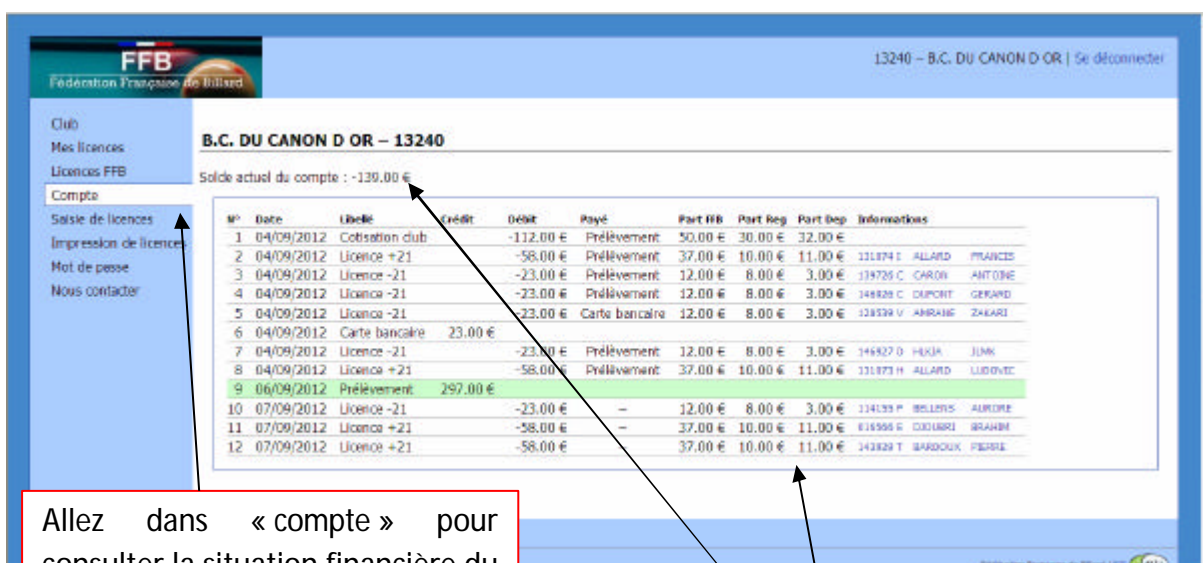 FFB
Fédération Française de Billard
13240 – B.C. DU CANON D OR | Se déconnecter
Club
Mes licences
Licences FFB
Compte
Saisie de licences
Impression de licences
Mot de passe
Nous contacter
B.C. DU CANON D OR – 13240
Solde actuel du compte : -139.00 €
N° Date Libellé Crédit Débit Payé Part FFB Part Reg Part Dep Informations
1 04/09/2012 Cotisation club -112.00 € Prélèvement 50.00 € 30.00 € 32.00 €
2 04/09/2012 Licence +21 -58.00 € Prélèvement 37.00 € 10.00 € 11.00 € ALLARD FRANCIS
3 04/09/2012 Licence -21 -23.00 € Prélèvement 12.00 € 8.00 € 3.00 € 139726 C CARON ANTOINE
4 04/09/2012 Licence -21 -23.00 € Prélèvement 12.00 € 8.00 € 3.00 € DUPONT GERARD
5 04/09/2012 Licence -21 -23.00 € Carte bancaire 12.00 € 8.00 € 3.00 € 128539 V AMRANE ZAKARI
6 04/09/2012 Carte bancaire 23.00 €
7 04/09/2012 Licence -21 -23.00 € Prélèvement 12.00 € 8.00 € 3.00 €
8 04/09/2012 Licence +21 -58.00 € Prélèvement 37.00 € 10.00 € 11.00 € ALLARD LUDOVIC
9 06/09/2012 Prélèvement 297.00 €
10 07/09/2012 Licence -21 -23.00 € – 12.00 € 8.00 € 3.00 € AURORE
11 07/09/2012 Licence +21 -58.00 € – 37.00 € 10.00 € 11.00 € BRAHIM
12 07/09/2012 Licence +21 -58.00 € 37.00 € 10.00 € 11.00 € BARDOUX PIERRE
Allez dans « compte » pour
consulter la situation financière du